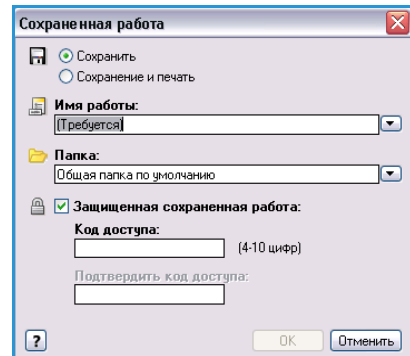 Сохраненная работа
Сохранить
Сохранение и печать
Имя работы:
(Требуется)
Папка:
Общая папка по умолчанию
Защищенная сохраненная работа:
Код доступа:
(4-10 цифр)
Подтвердить код доступа:
?
OK
Отменить